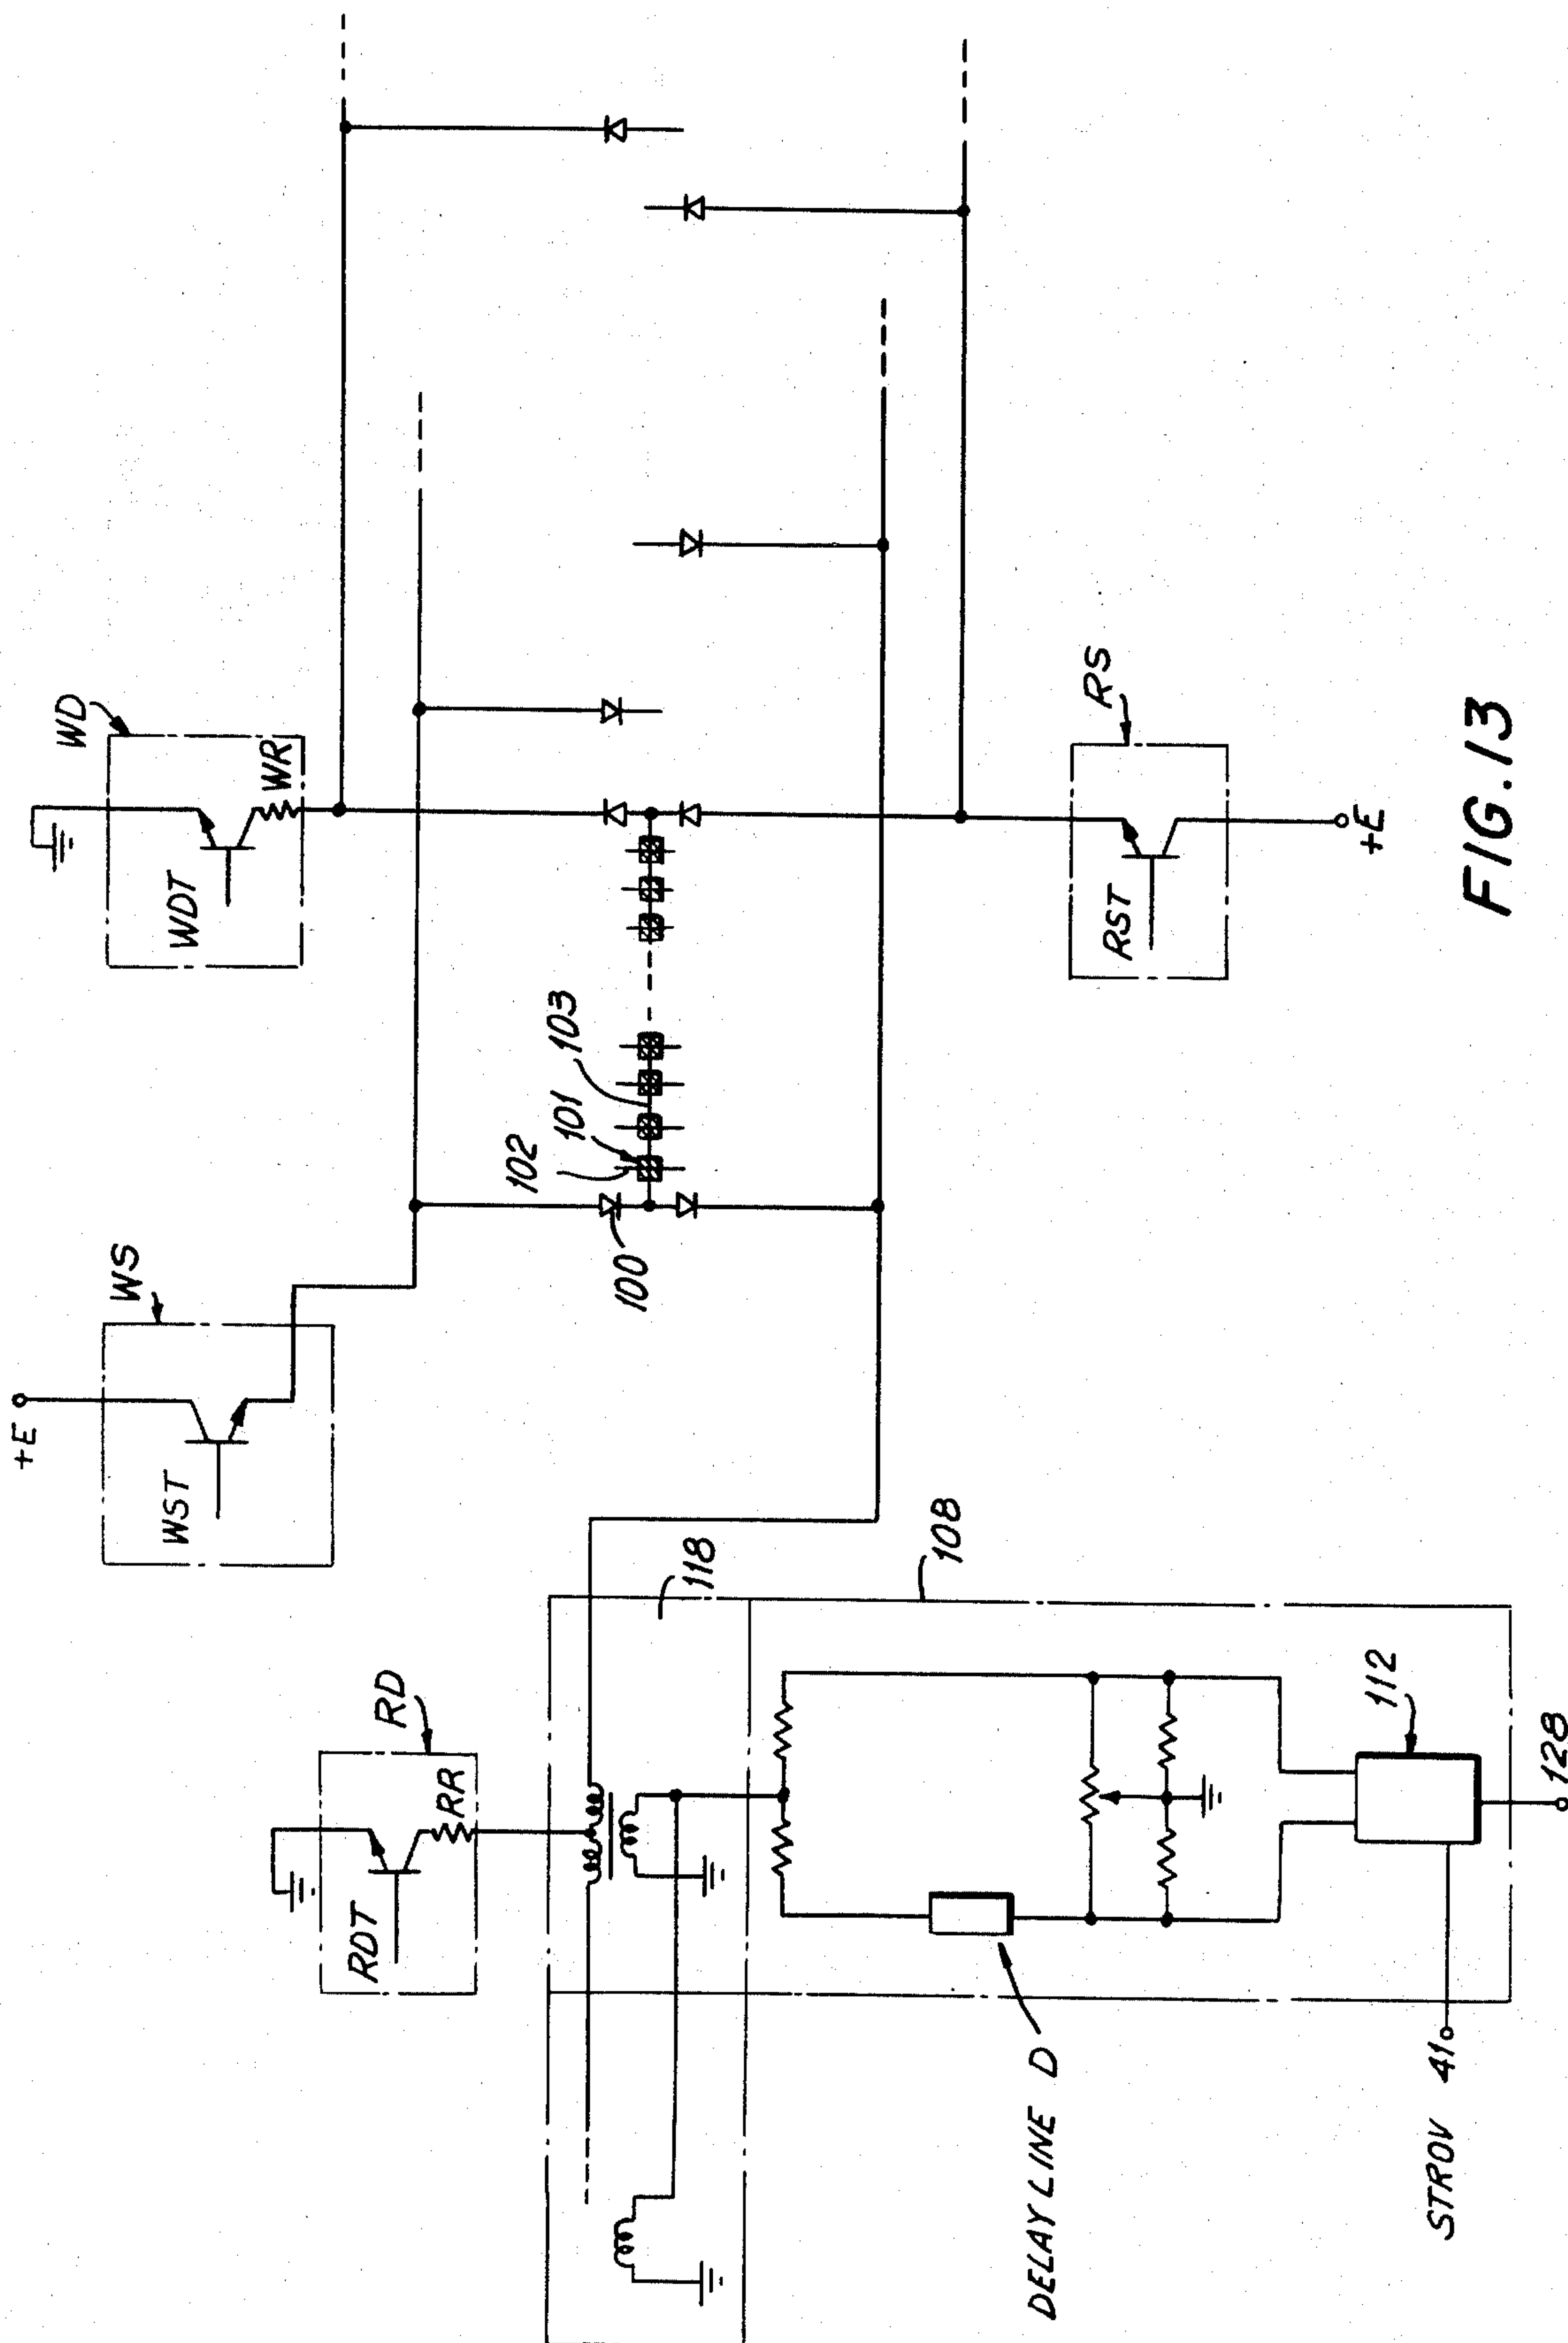 WD
WR
WDT
+E
WS
WST
RD
RR
RDT
118
108
100
102
101
103
RS
RST
+E
112
128
DELAY LINE D
STROV 41
FIG.13